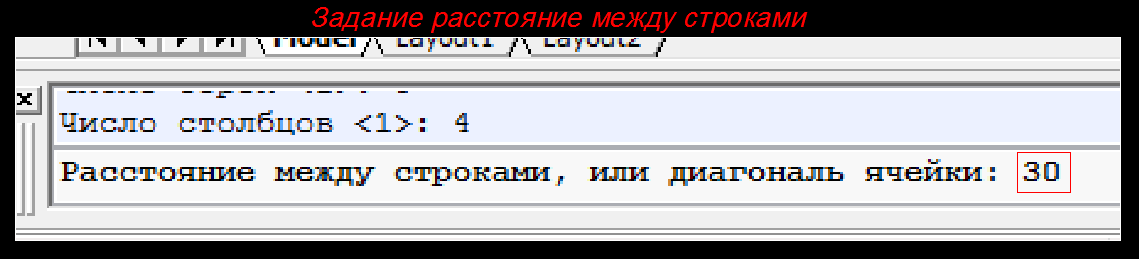 Задание расстояние между строками
Model Layout1 Layout2
Число столбцов <1>: 4
Расстояние между строками, или диагональ ячейки: 30